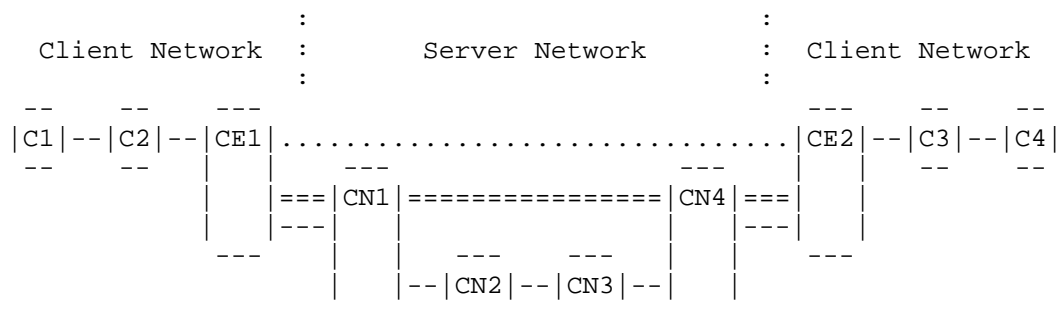 :                             :
Client Network  :      Server Network       :  Client Network
:                             :
--    --    ---                                   ---   --    --
|C1|--|C2|--|CE1|................................|CE2|--|C3|--|C4|
--    --   |   |    ---                    ---   |   |  --    --
|   |===|CN1|================|CN4|===|   |
|   |---|   |                |   |---|   |
---    |   |   ---    ---   |   |   ---
|   |--|CN2|--|CN3|--|   |